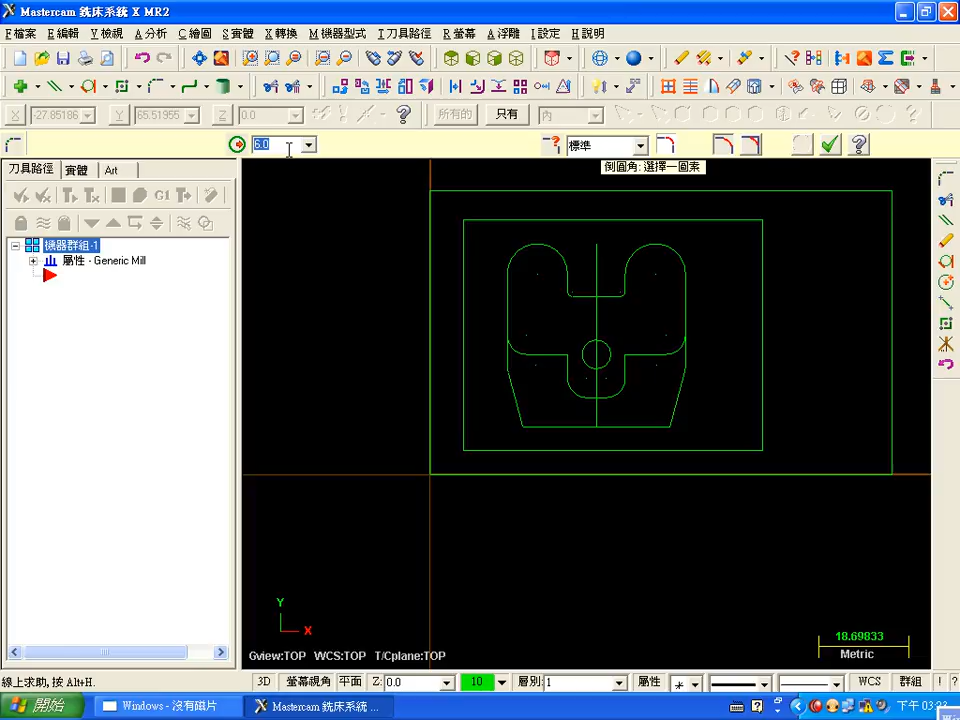 Mastercam 銑床系統 X MR2
F檔案 E編輯 V檢視 A分析 C繪圖 S實體 X轉換 M機器型式 T刀具路徑 R螢幕 A浮雕 I設定 H說明
X -27.85186 Y 65.51955 Z 0.0 所有的 只有 內
6.0 標準
倒圓角: 選擇一圖素
刀具路徑 實體 Art
G1
機器群組-1
屬性 - Generic Mill
Y
X
18.69833
Metric
Gview:TOP WCS:TOP T/Cplane:TOP
線上求助,按 Alt+H. 3D 螢幕視角 平面 Z: 0.0 10 層別: 1 屬性 WCS 群組 ! ?
開始 Windows - 沒有磁片 Mastercam 銑床系統 ... 下午 03:23